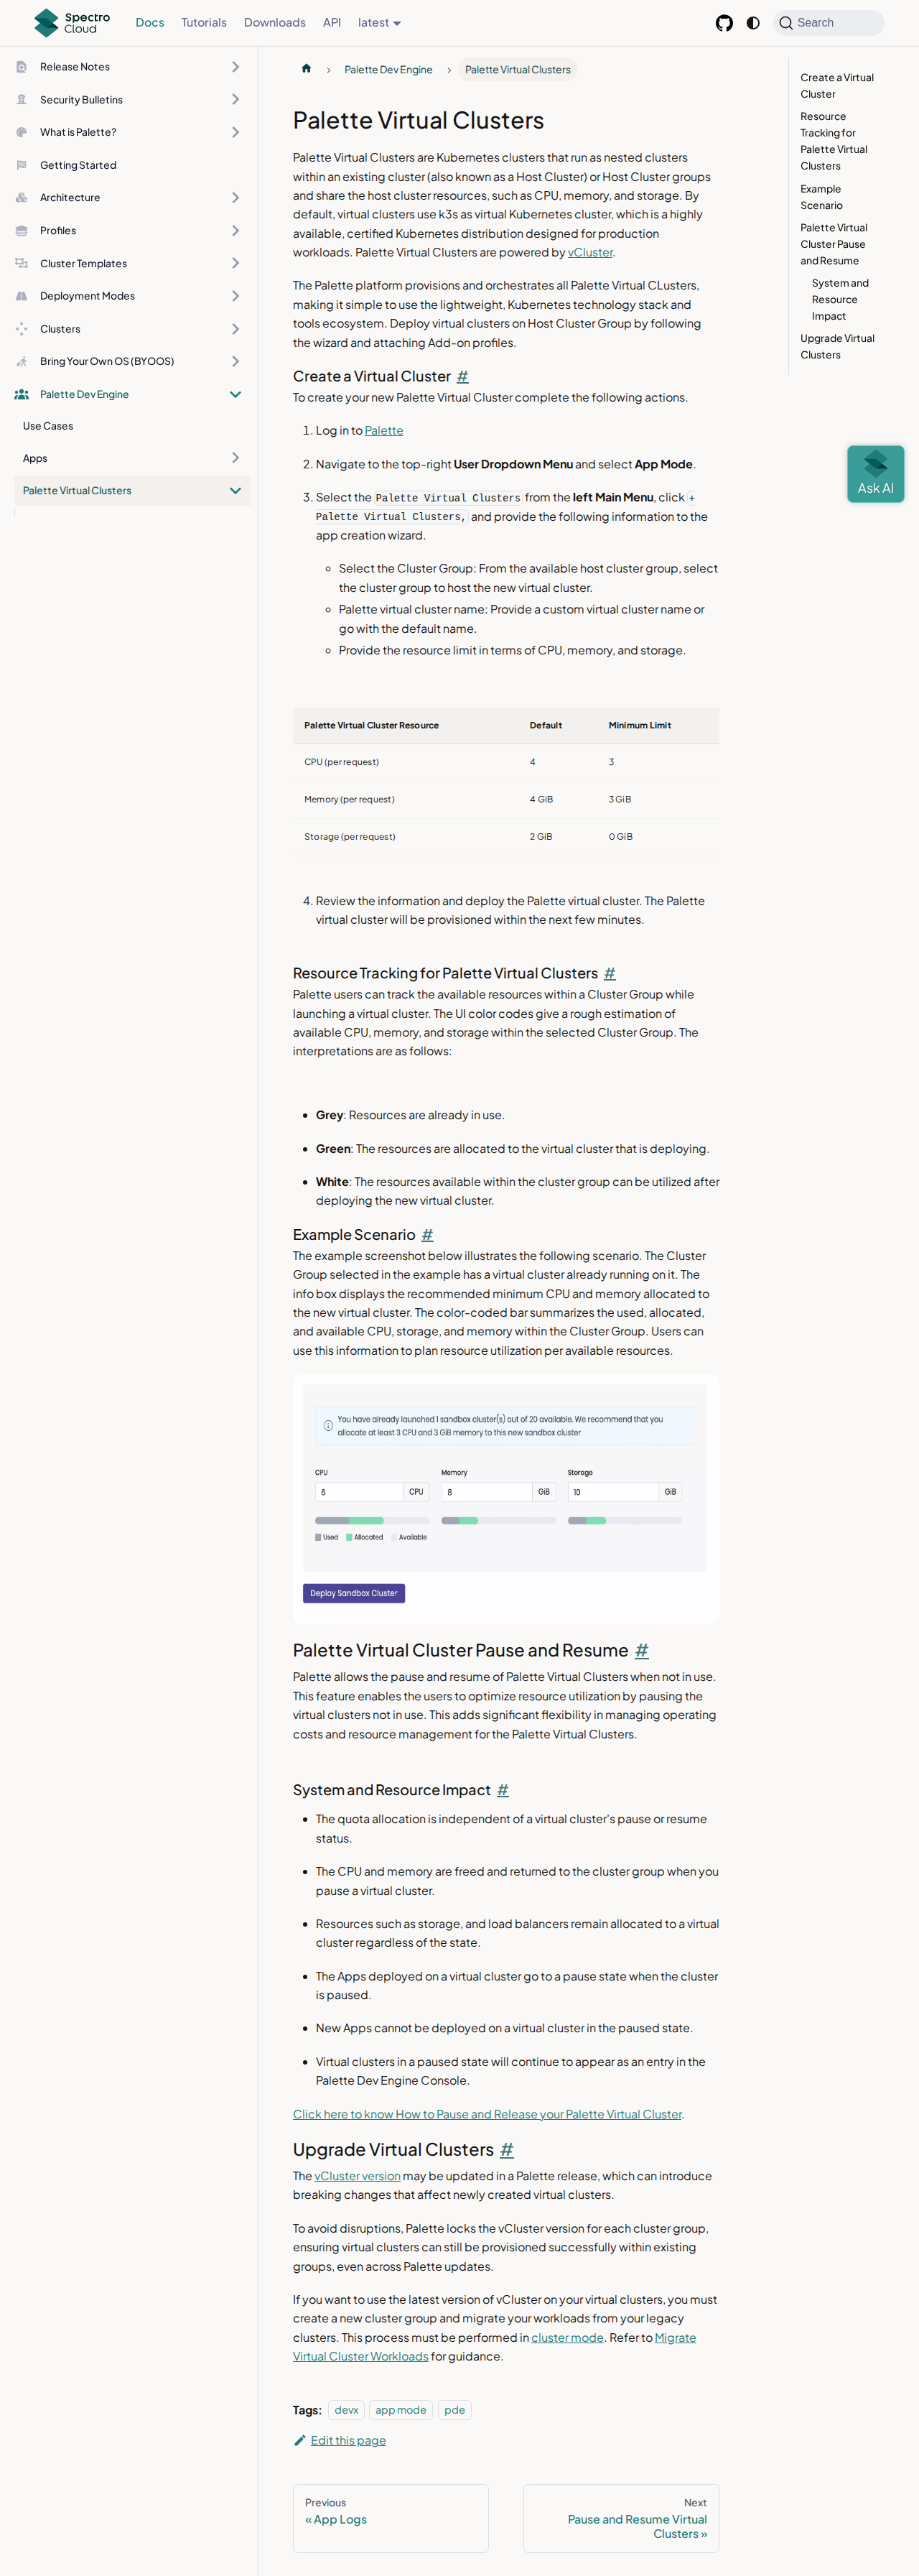 Spectro
Cloud
Docs
Tutorials
Downloads
API
latest
Search
Release Notes
Security Bulletins
What is Palette?
Getting Started
Architecture
Profiles
Cluster Templates
Deployment Modes
Clusters
Bring Your Own OS (BYOOS)
Palette Dev Engine
Use Cases
Apps
Palette Virtual Clusters
Palette Dev Engine
Palette Virtual Clusters
Palette Virtual Clusters
Palette Virtual Clusters are Kubernetes clusters that run as nested clusters
within an existing cluster (also known as a Host Cluster) or Host Cluster groups
and share the host cluster resources, such as CPU, memory, and storage. By
default, virtual clusters use k3s as virtual Kubernetes cluster, which is a highly
available, certified Kubernetes distribution designed for production
workloads. Palette Virtual Clusters are powered by vCluster.
The Palette platform provisions and orchestrates all Palette Virtual CLusters,
making it simple to use the lightweight, Kubernetes technology stack and
tools ecosystem. Deploy virtual clusters on Host Cluster Group by following
the wizard and attaching Add-on profiles.
Create a Virtual Cluster #
To create your new Palette Virtual Cluster complete the following actions.
1. Log in to Palette
2. Navigate to the top-right User Dropdown Menu and select App Mode.
3. Select the Palette Virtual Clusters from the left Main Menu, click +
Palette Virtual Clusters, and provide the following information to the
app creation wizard.
Select the Cluster Group: From the available host cluster group, select
the cluster group to host the new virtual cluster.
Palette virtual cluster name: Provide a custom virtual cluster name or
go with the default name.
Provide the resource limit in terms of CPU, memory, and storage.
Palette Virtual Cluster Resource Default Minimum Limit
CPU (per request) 4 3
Memory (per request) 4 GiB 3 GiB
Storage (per request) 2 GiB 0 GiB
4. Review the information and deploy the Palette virtual cluster. The Palette
virtual cluster will be provisioned within the next few minutes.
Resource Tracking for Palette Virtual Clusters #
Palette users can track the available resources within a Cluster Group while
launching a virtual cluster. The UI color codes give a rough estimation of
available CPU, memory, and storage within the selected Cluster Group. The
interpretations are as follows:
Grey: Resources are already in use.
Green: The resources are allocated to the virtual cluster that is deploying.
White: The resources available within the cluster group can be utilized after
deploying the new virtual cluster.
Example Scenario #
The example screenshot below illustrates the following scenario. The Cluster
Group selected in the example has a virtual cluster already running on it. The
info box displays the recommended minimum CPU and memory allocated to
the new virtual cluster. The color-coded bar summarizes the used, allocated,
and available CPU, storage, and memory within the Cluster Group. Users can
use this information to plan resource utilization per available resources.
You have already launched 1 sandbox cluster(s) out of 20 available. We recommend that you
allocate at least 3 CPU and 3 GiB memory to this new sandbox cluster
CPU Memory Storage
6 CPU 8 GiB 10 GiB
Used Allocated Available
Deploy Sandbox Cluster
Palette Virtual Cluster Pause and Resume #
Palette allows the pause and resume of Palette Virtual Clusters when not in use.
This feature enables the users to optimize resource utilization by pausing the
virtual clusters not in use. This adds significant flexibility in managing operating
costs and resource management for the Palette Virtual Clusters.
System and Resource Impact #
The quota allocation is independent of a virtual cluster's pause or resume
status.
The CPU and memory are freed and returned to the cluster group when you
pause a virtual cluster.
Resources such as storage, and load balancers remain allocated to a virtual
cluster regardless of the state.
The Apps deployed on a virtual cluster go to a pause state when the cluster
is paused.
New Apps cannot be deployed on a virtual cluster in the paused state.
Virtual clusters in a paused state will continue to appear as an entry in the
Palette Dev Engine Console.
Click here to know How to Pause and Release your Palette Virtual Cluster.
Upgrade Virtual Clusters #
The vCluster version may be updated in a Palette release, which can introduce
breaking changes that affect newly created virtual clusters.
To avoid disruptions, Palette locks the vCluster version for each cluster group,
ensuring virtual clusters can still be provisioned successfully within existing
groups, even across Palette updates.
If you want to use the latest version of vCluster on your virtual clusters, you must
create a new cluster group and migrate your workloads from your legacy
clusters. This process must be performed in cluster mode. Refer to Migrate
Virtual Cluster Workloads for guidance.
Tags: devx app mode pde
Edit this page
Previous
« App Logs
Next
Pause and Resume Virtual
Clusters »
Create a Virtual
Cluster
Resource
Tracking for
Palette Virtual
Clusters
Example
Scenario
Palette Virtual
Cluster Pause
and Resume
System and
Resource
Impact
Upgrade Virtual
Clusters
Ask AI